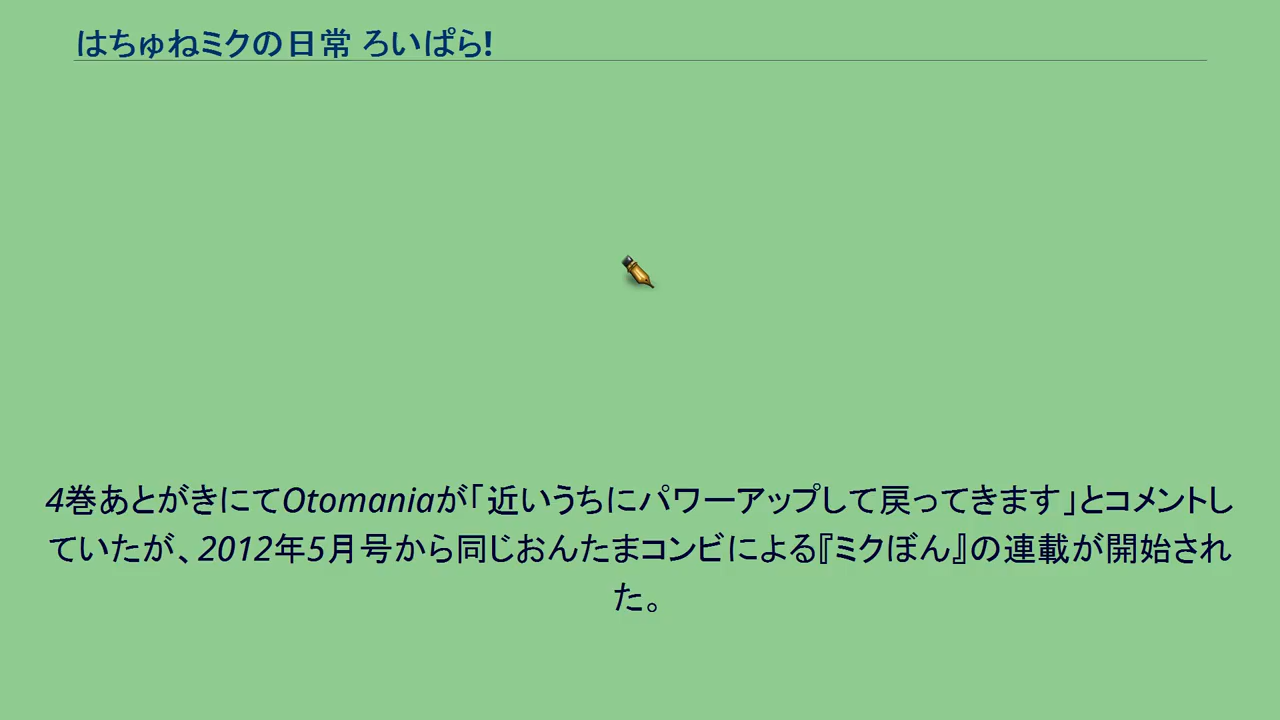 はちゅねミクの日常 ろいぱら!
4巻あとがきにてOtomaniaが「近いうちにパワーアップして戻ってきます」とコメントし
ていたが、2012年5月号から同じおんたまコンビによる『ミクぼん』の連載が開始され
た。